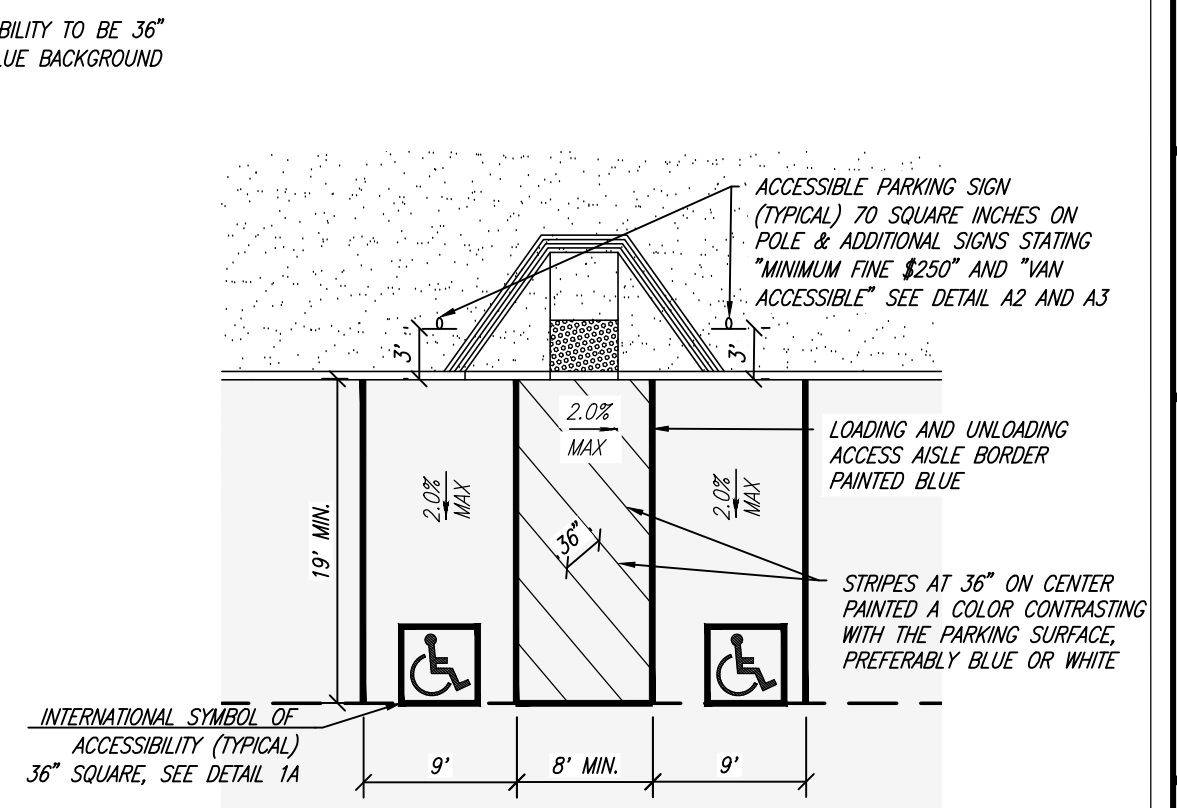 BILITY TO BE 36"
LUE BACKGROUND
ACCESSIBLE PARKING SIGN
(TYPICAL) 70 SQUARE INCHES ON
POLE & ADDITIONAL SIGNS STATING
"MINIMUM FINE $250" AND "VAN
ACCESSIBLE" SEE DETAIL A2 AND A3
3'
3'
2.0%
MAX
LOADING AND UNLOADING
ACCESS AISLE BORDER
PAINTED BLUE
2.0%
MAX
2.0%
MAX
19' MIN.
36"
STRIPES AT 36" ON CENTER
PAINTED A COLOR CONTRASTING
WITH THE PARKING SURFACE,
PREFERABLY BLUE OR WHITE
INTERNATIONAL SYMBOL OF
ACCESSIBILITY (TYPICAL)
36" SQUARE, SEE DETAIL 1A
9'
8' MIN.
9'